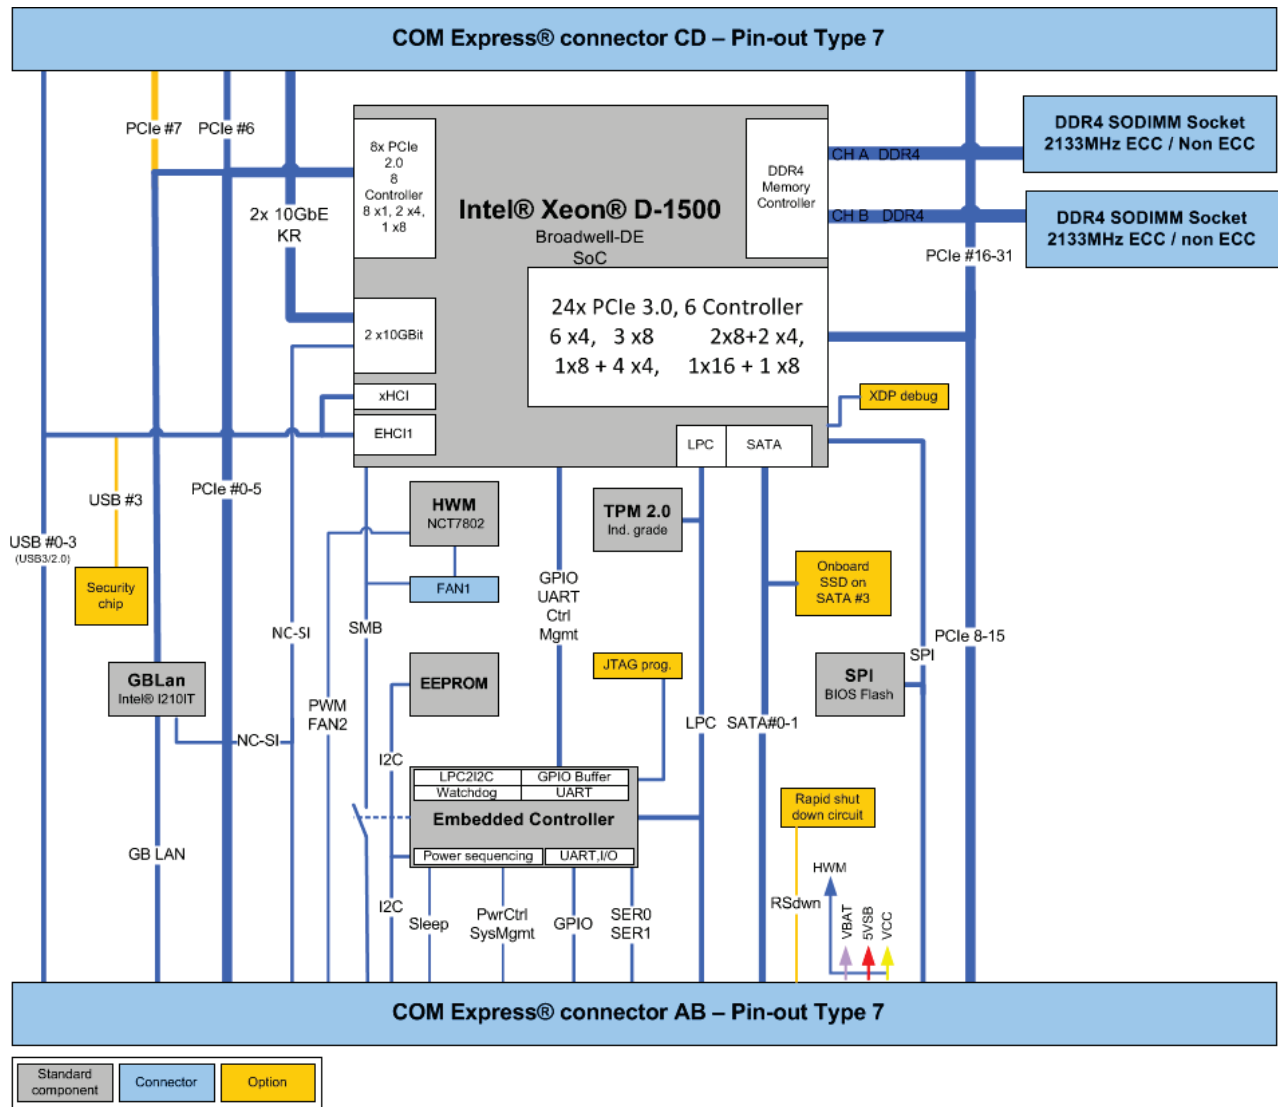 COM Express® connector CD – Pin-out Type 7
PCIe #7
PCIe #6
2x 10GbE
KR
8x PCIe
2.0
8
Controller
8 x1, 2 x4,
1 x8
Intel® Xeon® D-1500
Broadwell-DE
SoC
DDR4
Memory
Controller
CH A DDR4
CH B DDR4
DDR4 SODIMM Socket
2133MHz ECC / Non ECC
DDR4 SODIMM Socket
2133MHz ECC / non ECC
PCIe #16-31
24x PCIe 3.0, 6 Controller
6 x4, 3 x8 2x8+2 x4,
1x8 + 4 x4, 1x16 + 1 x8
2 x10GBit
xHCI
EHCI1
LPC
SATA
XDP debug
USB #3
PCIe #0-5
USB #0-3
(USB3/2.0)
Security
chip
HWM
NCT7802
FAN1
TPM 2.0
Ind. grade
GPIO
UART
Ctrl
Mgmt
Onboard
SSD on
SATA #3
NC-SI
SMB
PCIe 8-15
SPI
GBLan
Intel® I210IT
EEPROM
JTAG prog.
SPI
BIOS Flash
PWM
FAN2
NC-SI
LPC
SATA#0-1
I2C
LPC2I2C
GPIO Buffer
Watchdog
UART
Embedded Controller
Power sequencing
UART,I/O
Rapid shut
down circuit
GB LAN
HWM
I2C
Sleep
PwrCtrl
SysMgmt
GPIO
SER0
SER1
RSdwn
VBAT
5VSB
VCC
COM Express® connector AB – Pin-out Type 7
Standard
component
Connector
Option